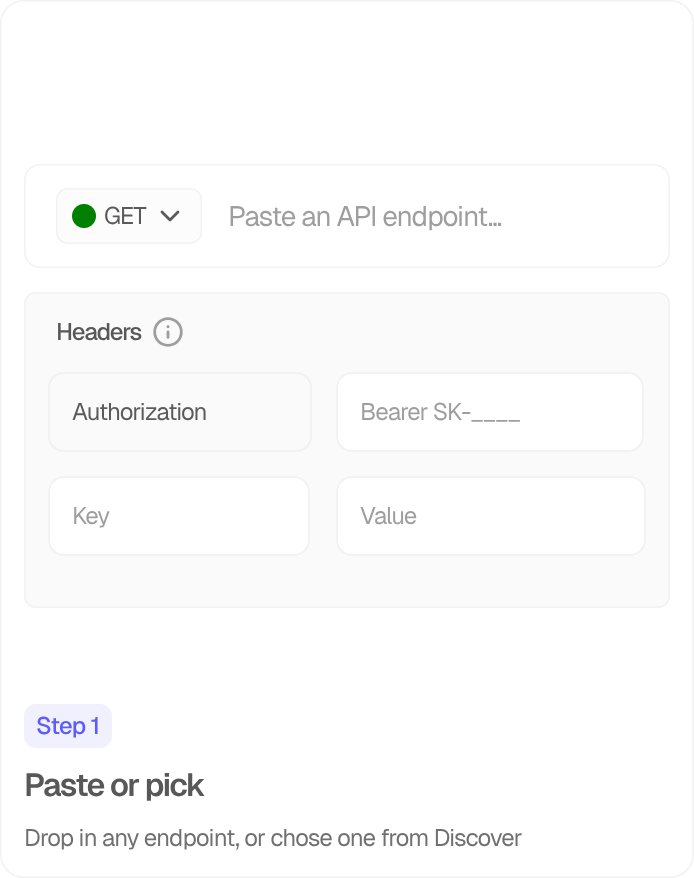 GET
Paste an API endpoint...
Headers
Authorization
Bearer SK-____
Key
Value
Step 1
Paste or pick
Drop in any endpoint, or chose one from Discover